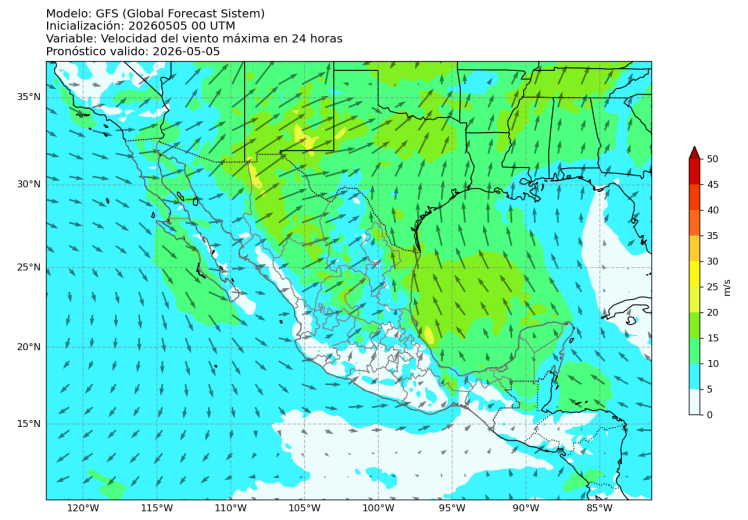 Modelo: GFS (Global Forecast Sistem)
Inicialización: 20260505 00 UTM
Variable: Velocidad del viento máxima en 24 horas
Pronóstico valido: 2026-05-05
35°N
30°N
25°N
20°N
15°N
120°W
115°W
110°W
105°W
100°W
95°W
90°W
85°W
50
45
40
35
30
25
20
15
10
5
0
m/s